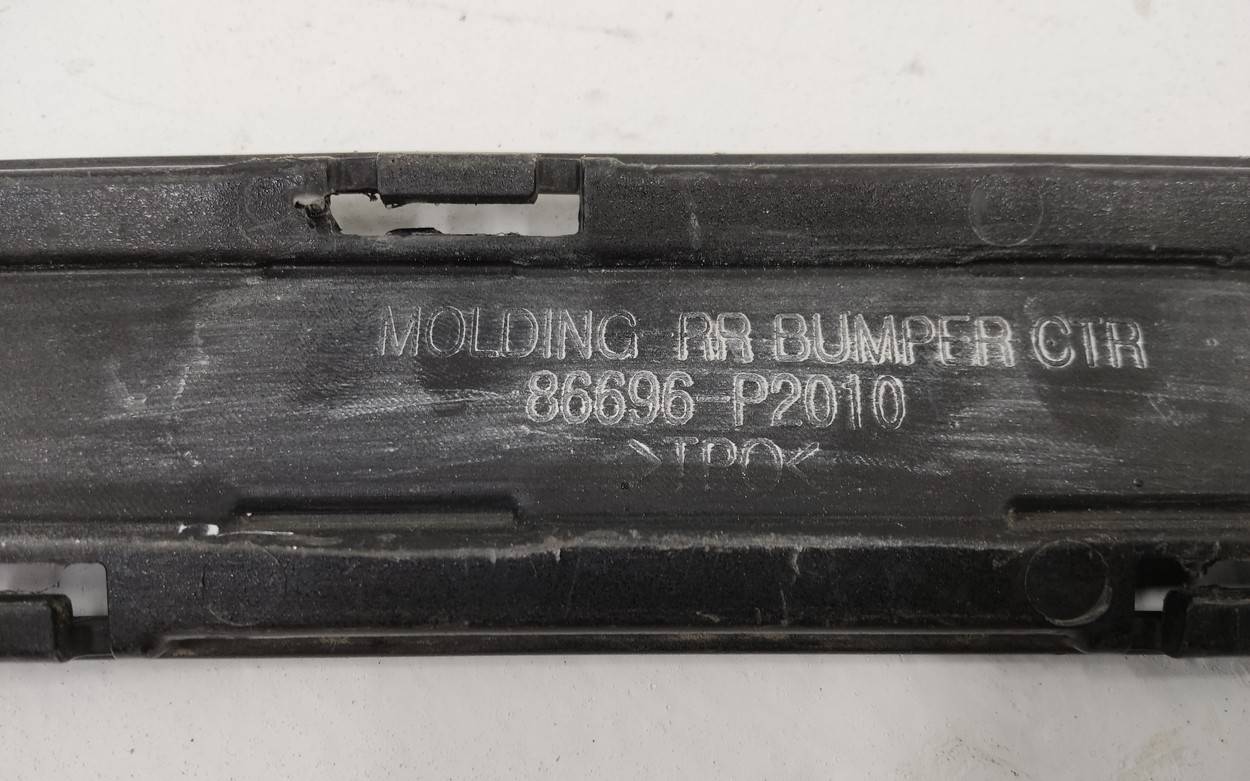 MOLDING RR BUMPER CTR
86696-P2010
>TPO<